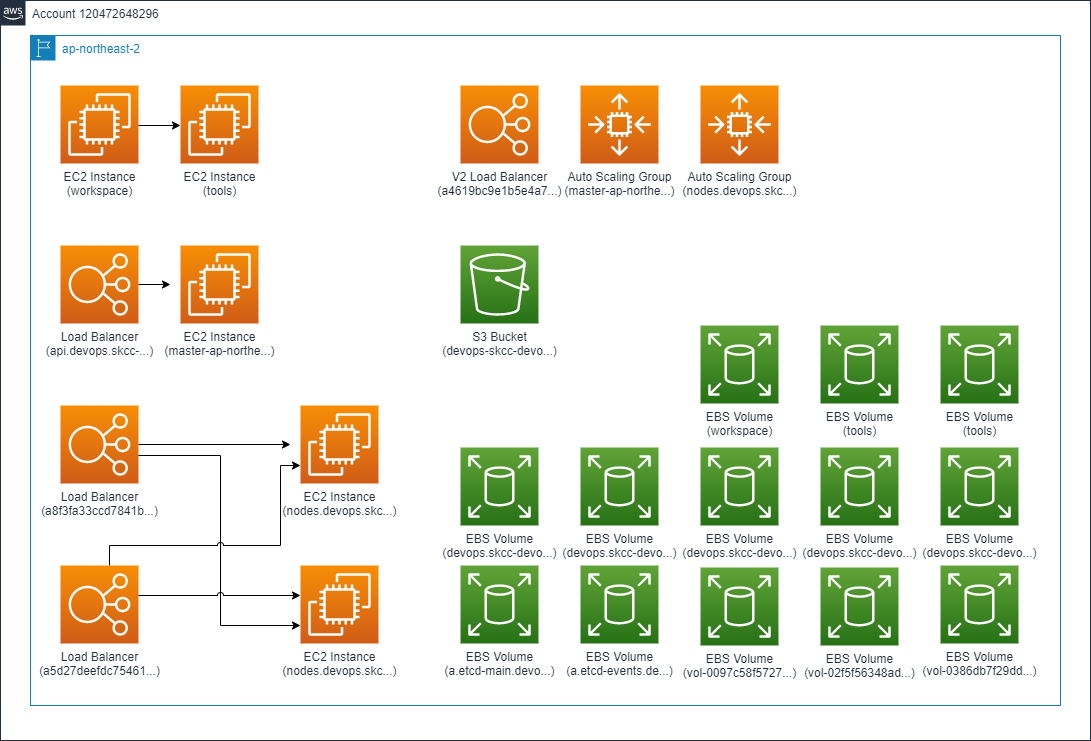 aws
Account 120472648296
ap-northeast-2
EC2 Instance
(workspace)
EC2 Instance
(tools)
V2 Load Balancer
(a4619bc9e1b5e4a7...)
Auto Scaling Group
(master-ap-northe...)
Auto Scaling Group
(nodes.devops.skc...)
Load Balancer
(api.devops.skcc-...)
EC2 Instance
(master-ap-northe...)
S3 Bucket
(devops-skcc-devo...)
EBS Volume
(workspace)
EBS Volume
(tools)
EBS Volume
(tools)
Load Balancer
(a8f3fa33ccd7841b...)
EC2 Instance
(nodes.devops.skc...)
EBS Volume
(devops.skcc-devo...)
EBS Volume
(devops.skcc-devo...)
EBS Volume
(devops.skcc-devo...)
EBS Volume
(devops.skcc-devo...)
EBS Volume
(devops.skcc-devo...)
Load Balancer
(a5d27deefdc75461...)
EC2 Instance
(nodes.devops.skc...)
EBS Volume
(a.etcd-main.devo...)
EBS Volume
(a.etcd-events.de...)
EBS Volume
(vol-0097c58f5727...)
EBS Volume
(vol-02f5f56348ad...)
EBS Volume
(vol-0386db7f29dd...)